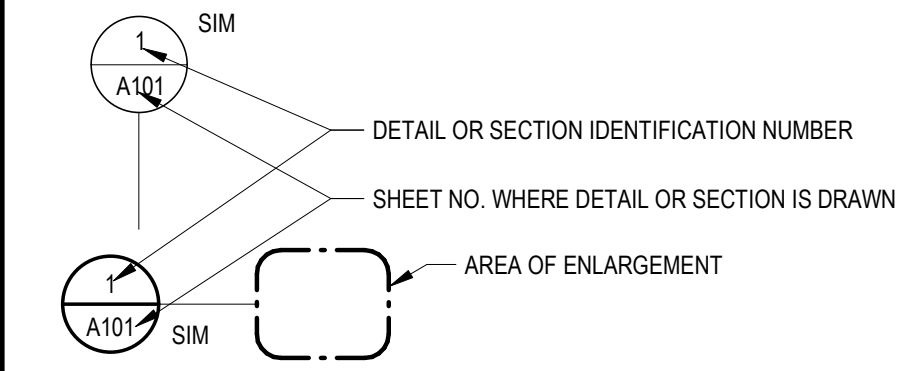 SIM
1
A101
DETAIL OR SECTION IDENTIFICATION NUMBER
SHEET NO. WHERE DETAIL OR SECTION IS DRAWN
AREA OF ENLARGEMENT
1
A101
SIM